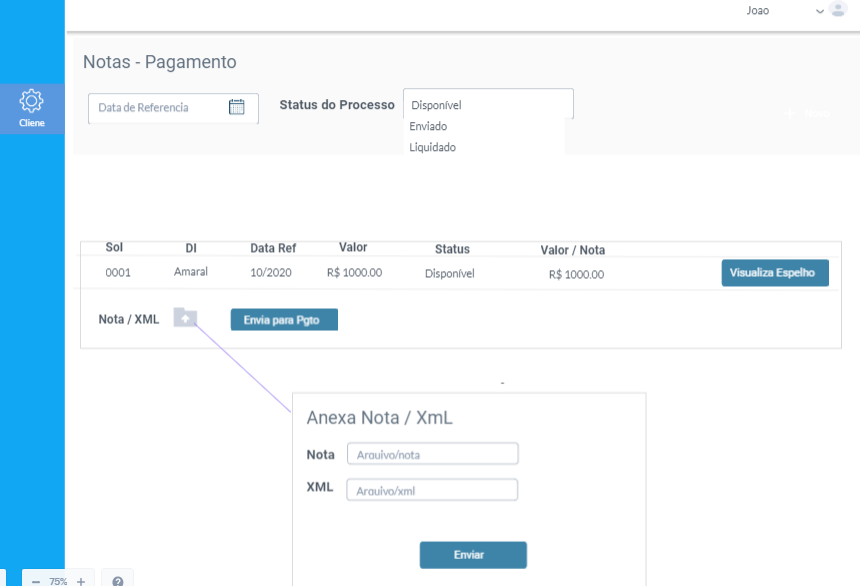 Joao
Notas - Pagamento
Data de Referencia
Status do Processo
Disponível
Enviado
Liquidado
Cliene
Sol DI Data Ref Valor Status Valor / Nota
0001 Amaral 10/2020 R$ 1000.00 Disponível R$ 1000.00 Visualiza Espelho
Nota / XML Envia para Pgto
-
Anexa Nota / XmL
Nota Arquivo/nota
XML Arquivo/xml
Enviar
− 75% + ?